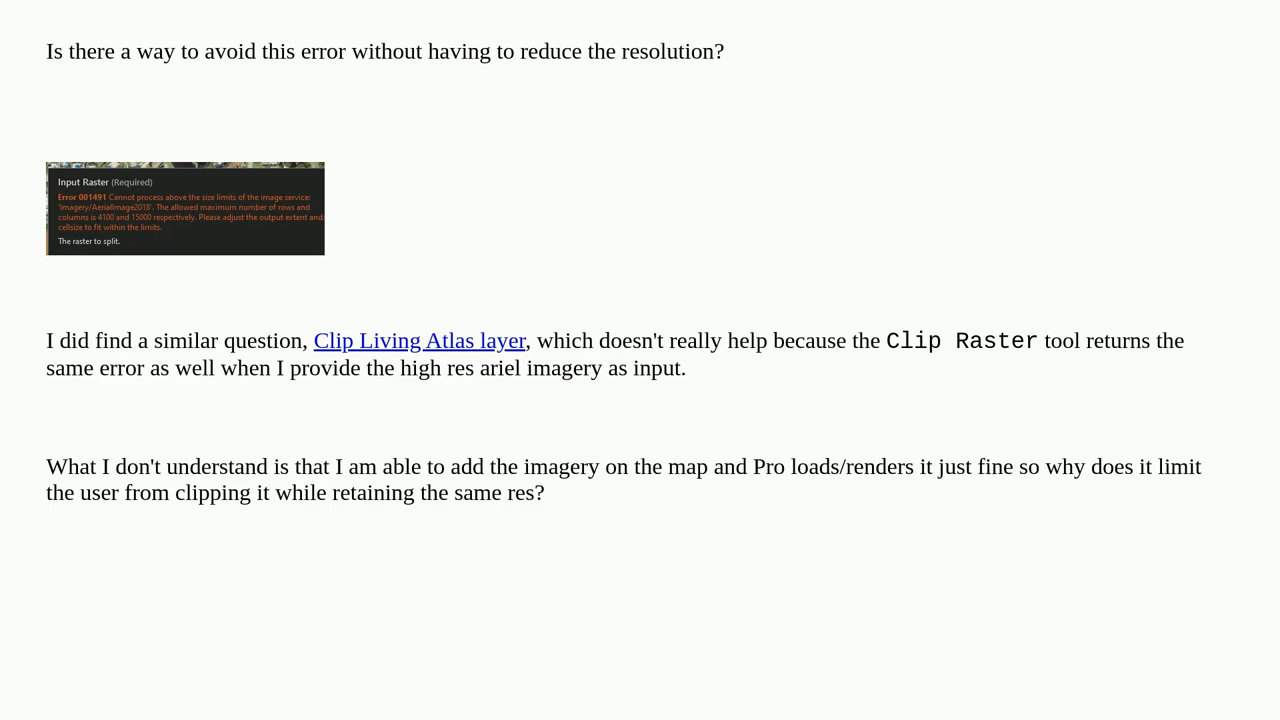 Is there a way to avoid this error without having to reduce the resolution?
Input Raster (Required)
Error 001491 Cannot process above the size limits of the image service:
'Imagery/AerialImage2018'. The allowed maximum number of rows and
columns is 4100 and 15000 respectively. Please adjust the output extent and/
cellsize to fit within the limits.
The raster to split.
I did find a similar question, Clip Living Atlas layer, which doesn't really help because the Clip Raster tool returns the
same error as well when I provide the high res ariel imagery as input.
What I don't understand is that I am able to add the imagery on the map and Pro loads/renders it just fine so why does it limit
the user from clipping it while retaining the same res?